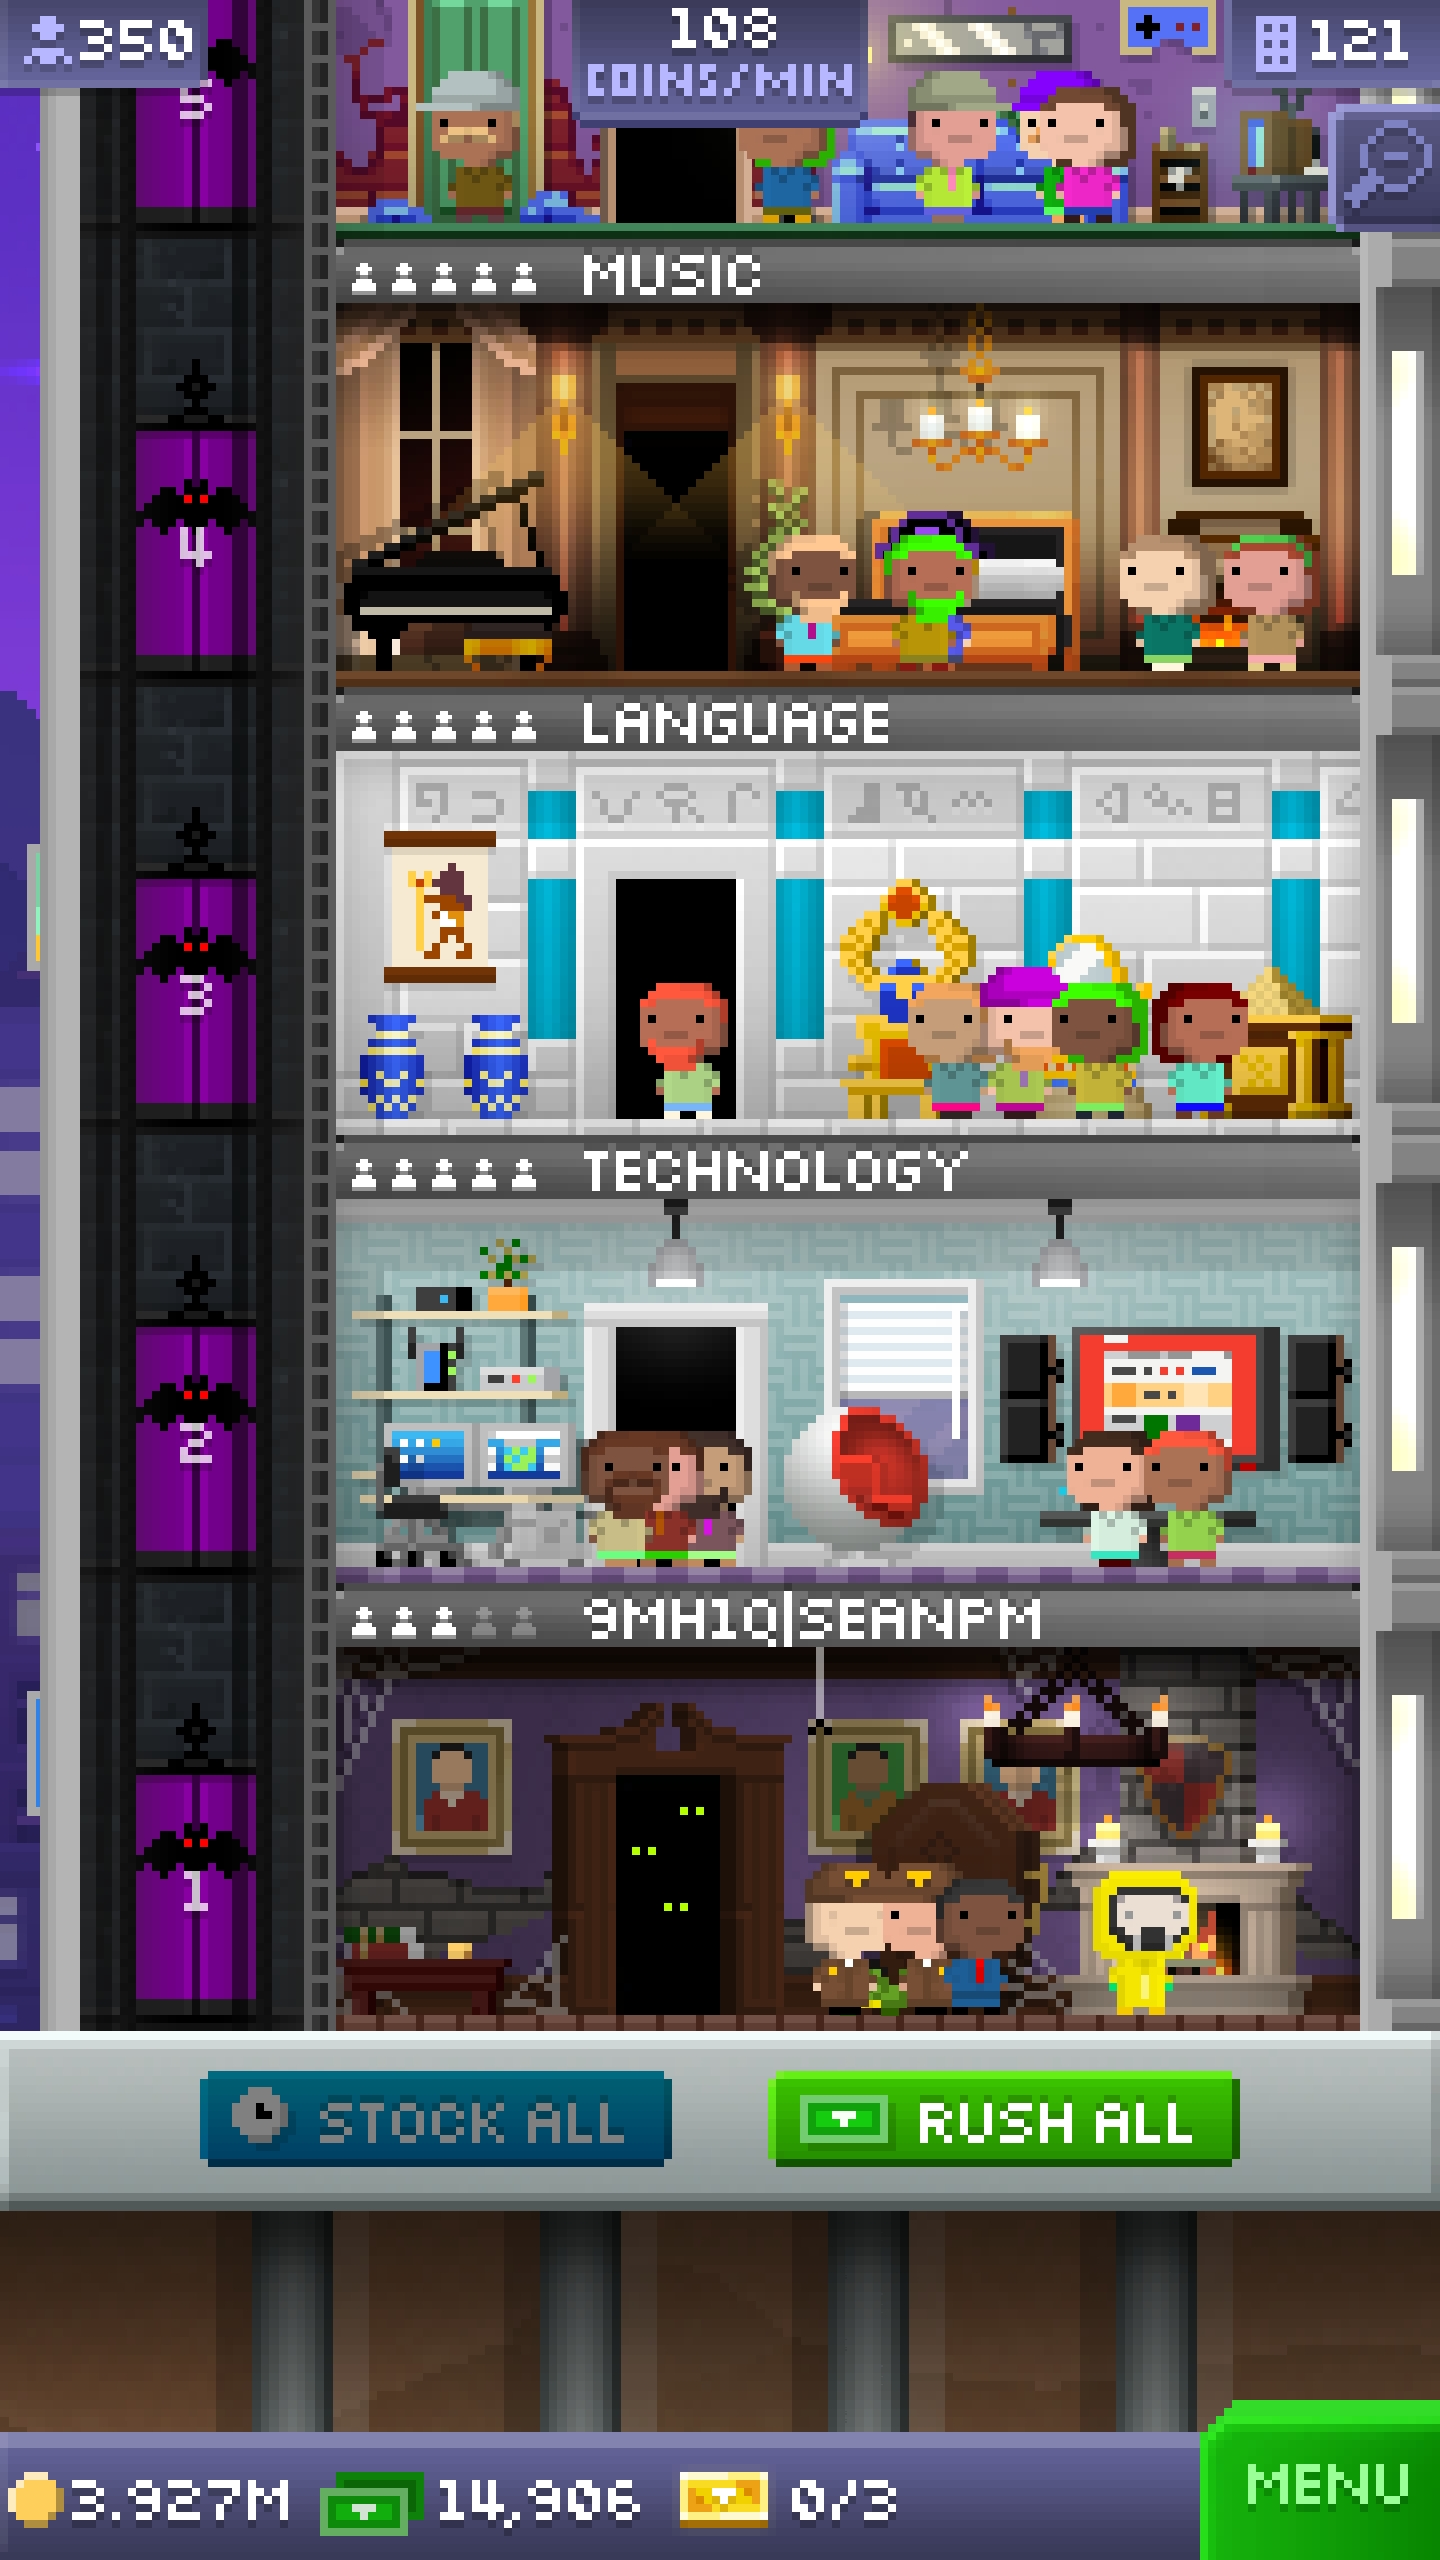 350
108
COINS/MIN
121
5
MUSIC
4
LANGUAGE
3
TECHNOLOGY
2
9MH1Q|SEANPM
1
STOCK ALL
RUSH ALL
3.927M
14,906
0/3
MENU